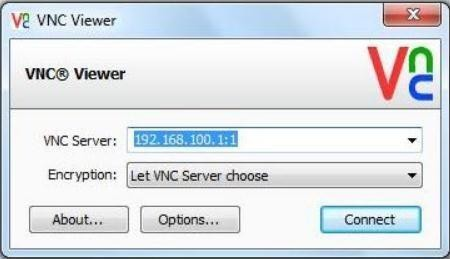 VNC Viewer
VNC® Viewer
VNC
VNC Server: 192.168.100.1:1
Encryption: Let VNC Server choose
About... Options... Connect